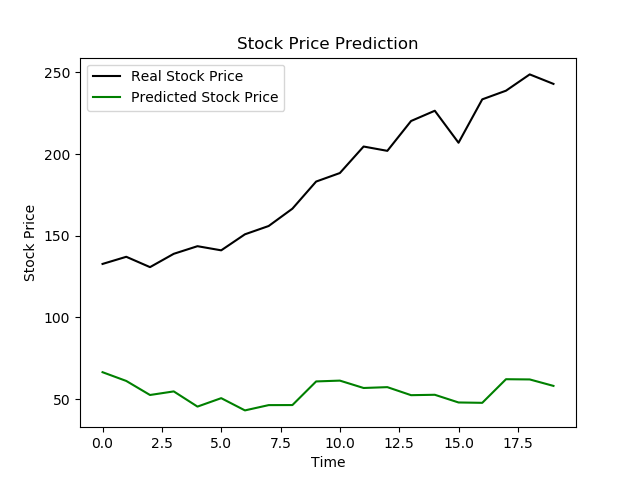 Stock Price Prediction
Real Stock Price
Predicted Stock Price
Stock Price
250
200
150
100
50
0.0 2.5 5.0 7.5 10.0 12.5 15.0 17.5
Time